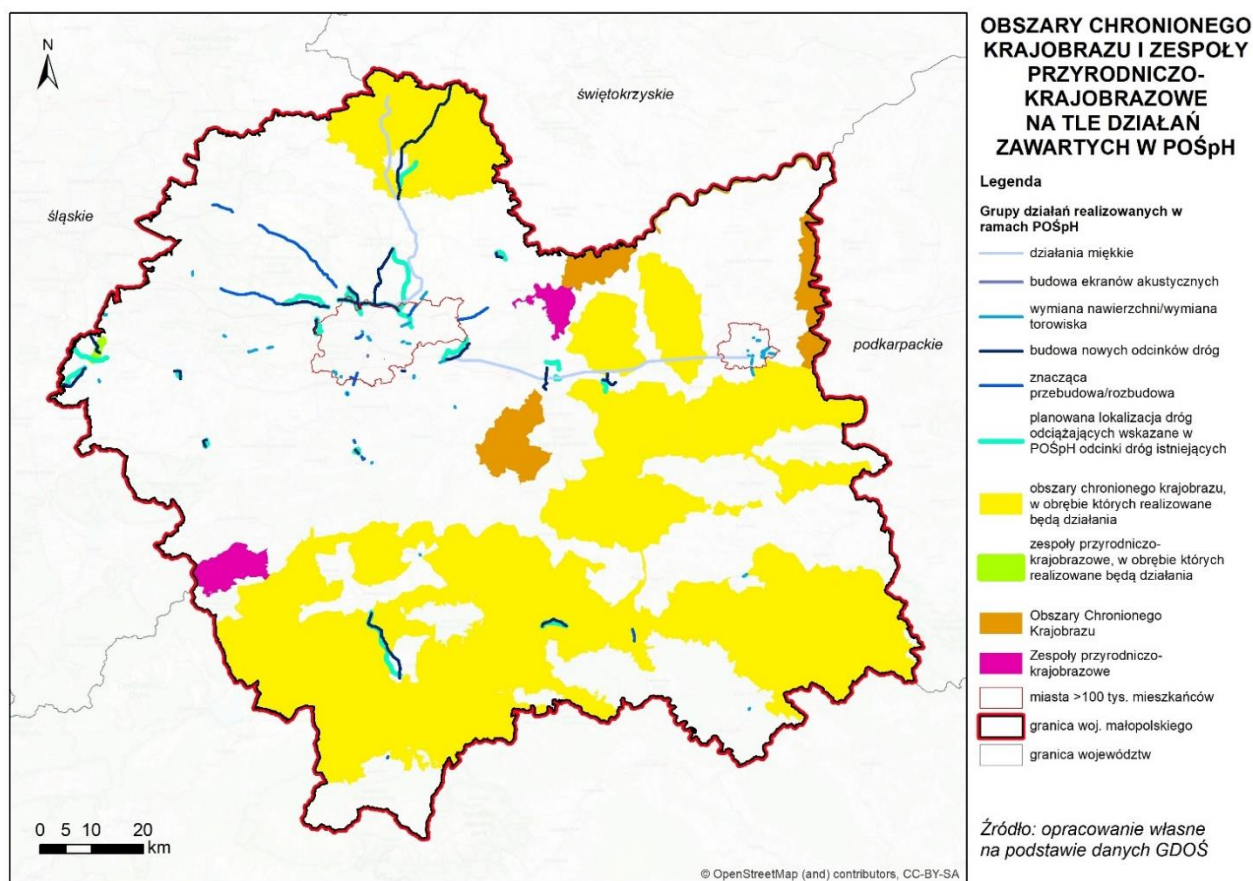 N
świętokrzyskie
śląskie
podkarpackie
0 5 10 20
km
© OpenStreetMap (and) contributors, CC-BY-SA
OBSZARY CHRONIONEGO
KRAJOBRAZU I ZESPOŁY
PRZYRODNICZO-
KRAJOBRAZOWE
NA TLE DZIAŁAŃ
ZAWARTYCH W POŚpH
Legenda
Grupy działań realizowanych w
ramach POŚpH
działania miękkie
budowa ekranów akustycznych
wymiana nawierzchni/wymiana
torowiska
budowa nowych odcinków dróg
znacząca
przebudowa/rozbudowa
planowana lokalizacja dróg
odciążających wskazane w
POŚpH odcinki dróg istniejących
obszary chronionego krajobrazu,
w obrębie których realizowane
będą działania
zespoły przyrodniczo-
krajobrazowe, w obrębie których
realizowane będą działania
Obszary Chronionego
Krajobrazu
Zespoły przyrodniczo-
krajobrazowe
miasta >100 tys. mieszkańców
granica woj. małopolskiego
granica województw
Źródło: opracowanie własne
na podstawie danych GDOŚ